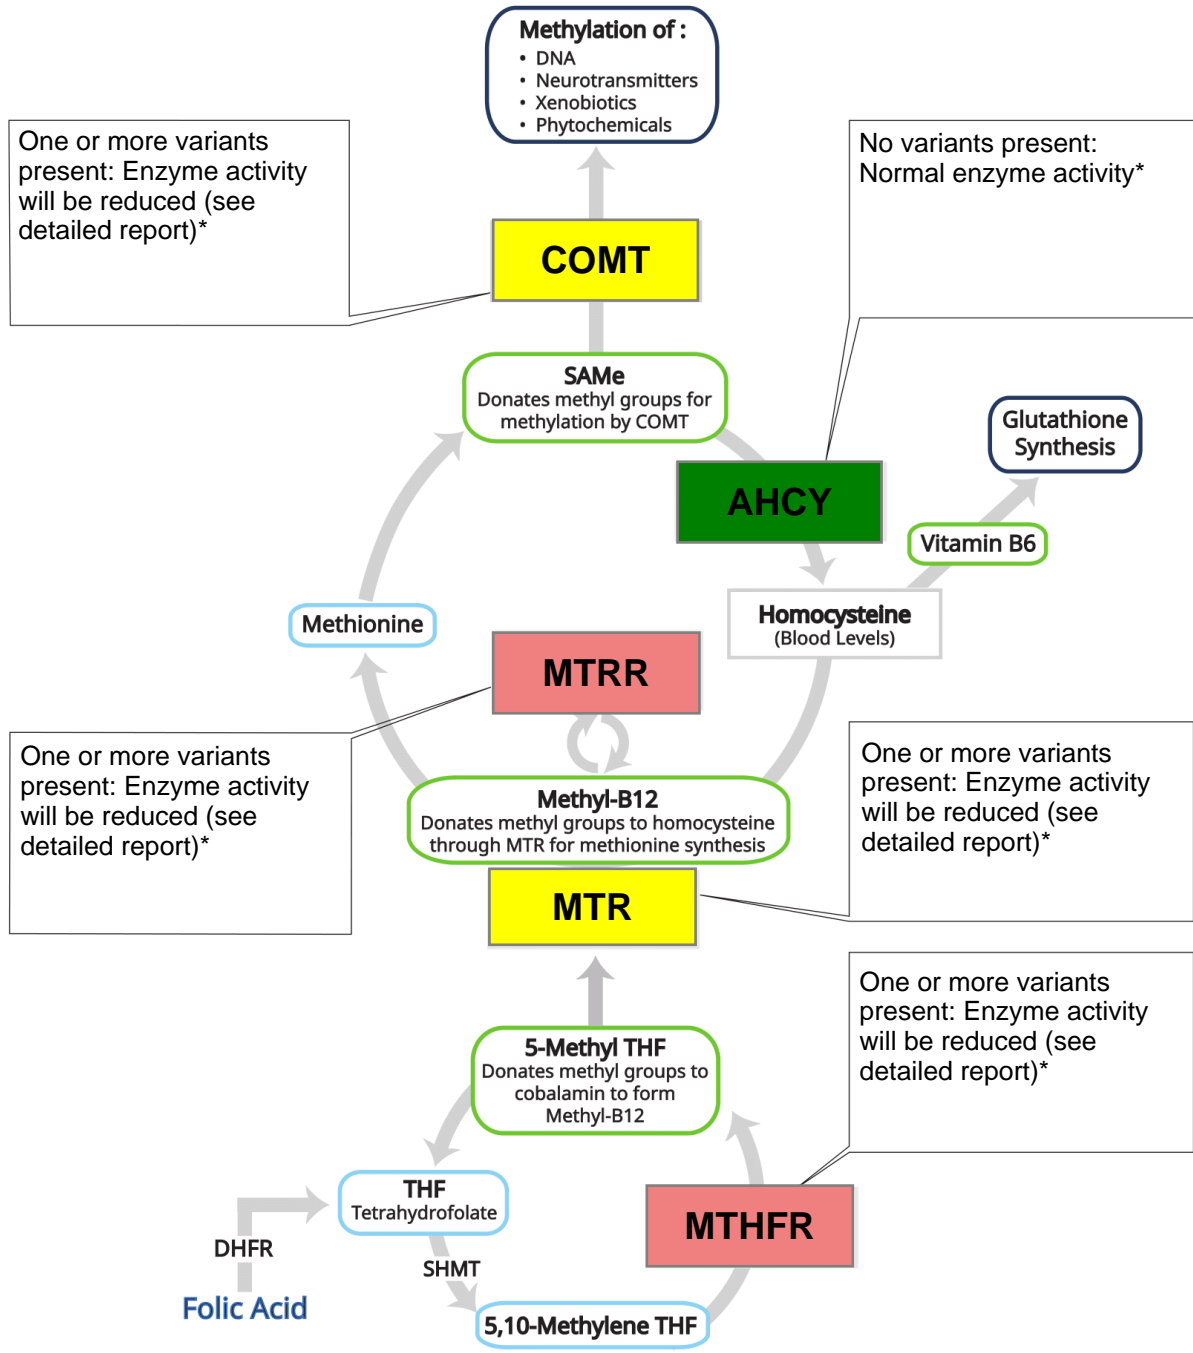 Methylation of :
• DNA
• Neurotransmitters
• Xenobiotics
• Phytochemicals
One or more variants
present: Enzyme activity
will be reduced (see
detailed report)*
No variants present:
Normal enzyme activity*
COMT
SAMe
Donates methyl groups for
methylation by COMT
Glutathione
Synthesis
AHCY
Vitamin B6
Methionine
Homocysteine
(Blood Levels)
MTRR
One or more variants
present: Enzyme activity
will be reduced (see
detailed report)*
One or more variants
present: Enzyme activity
will be reduced (see
detailed report)*
Methyl-B12
Donates methyl groups to homocysteine
through MTR for methionine synthesis
MTR
One or more variants
present: Enzyme activity
will be reduced (see
detailed report)*
5-Methyl THF
Donates methyl groups to
cobalamin to form
Methyl-B12
THF
Tetrahydrofolate
MTHFR
DHFR
SHMT
Folic Acid
5,10-Methylene THF